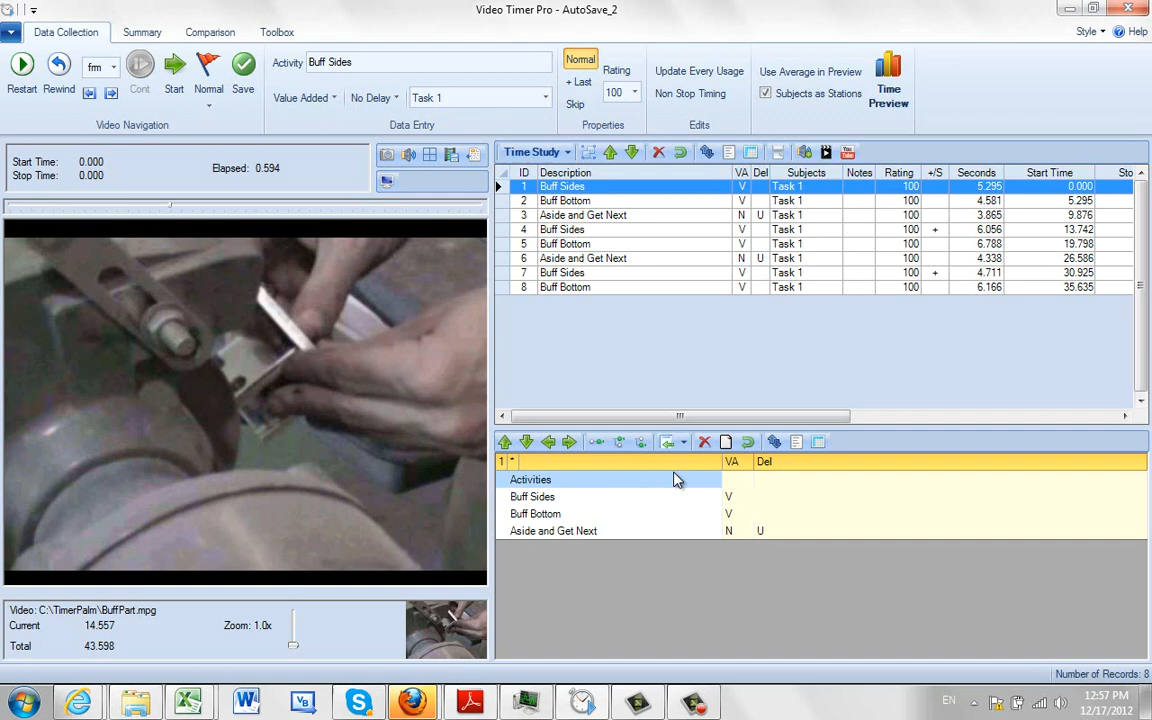 Video Timer Pro - AutoSave_2
Data Collection Summary Comparison Toolbox Style Help
Restart Rewind frm Cont Start Normal Save
Video Navigation
Activity Buff Sides
Value Added No Delay Task 1
Data Entry
Normal
+ Last
Skip
Rating
100
Properties
Update Every Usage
Non Stop Timing
Edits
Use Average in Preview
Subjects as Stations
Time
Preview
Start Time: 0.000
Stop Time: 0.000
Elapsed: 0.594
Time Study
You
Tube
ID Description VA Del Subjects Notes Rating +/S Seconds Start Time Sto
1 Buff Sides V Task 1 100 5.295 0.000
2 Buff Bottom V Task 1 100 4.581 5.295
3 Aside and Get Next N U Task 1 100 3.865 9.876
4 Buff Sides V Task 1 100 + 6.056 13.742
5 Buff Bottom V Task 1 100 6.788 19.798
6 Aside and Get Next N U Task 1 100 4.338 26.586
7 Buff Sides V Task 1 100 + 4.711 30.925
8 Buff Bottom V Task 1 100 6.166 35.635
1 * VA Del
Activities
Buff Sides V
Buff Bottom V
Aside and Get Next N U
Video: C:\TimerPalm\BuffPart.mpg
Current 14.557 Zoom: 1.0x
Total 43.598
Number of Records: 8
EN
12:57 PM
12/17/2012